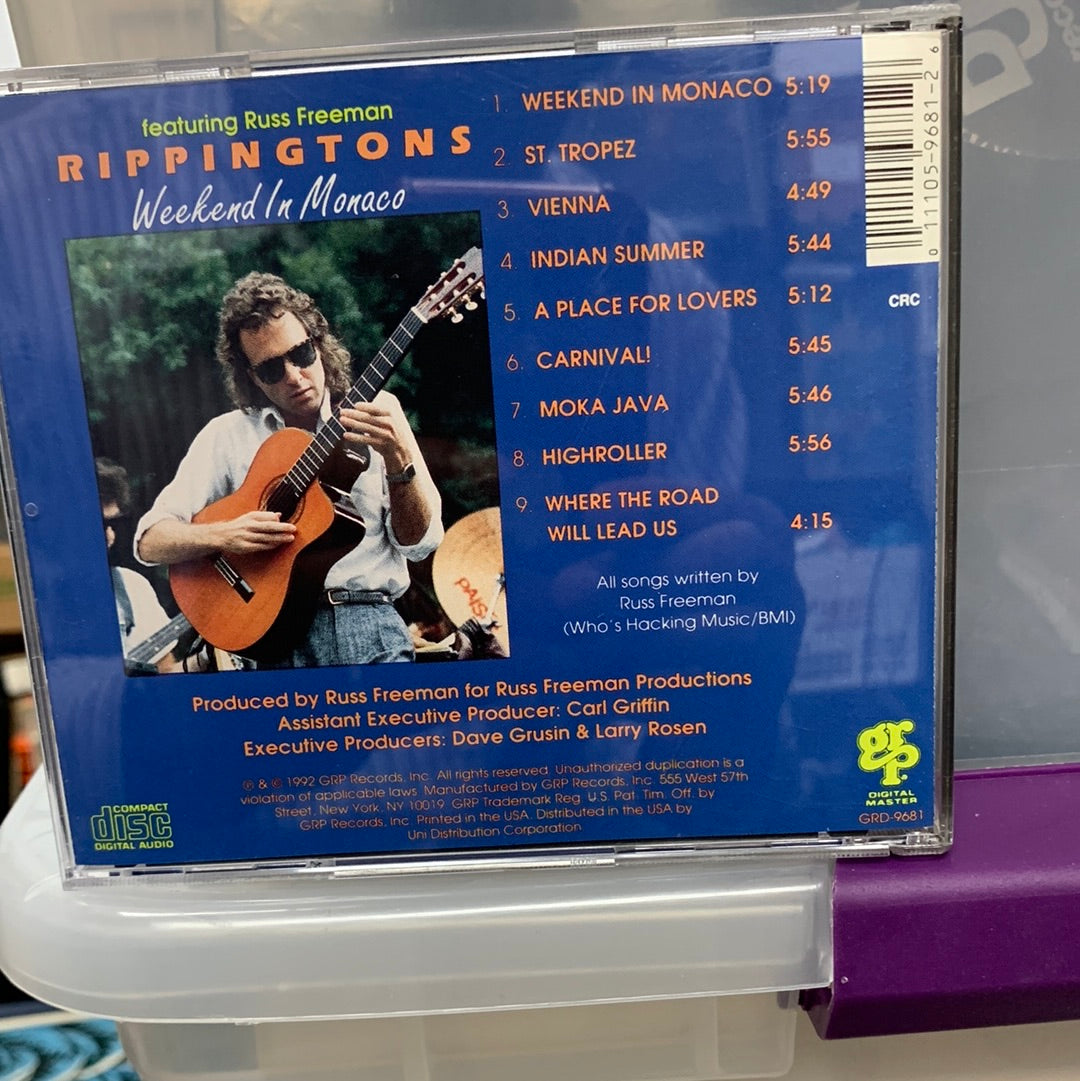 featuring Russ Freeman
RIPPINGTONS
Weekend In Monaco
1. WEEKEND IN MONACO 5:19
2. ST. TROPEZ 5:55
3. VIENNA 4:49
4. INDIAN SUMMER 5:44
5. A PLACE FOR LOVERS 5:12
6. CARNIVAL! 5:45
7. MOKA JAVA 5:46
8. HIGHROLLER 5:56
9. WHERE THE ROAD
WILL LEAD US 4:15
All songs written by
Russ Freeman
(Who's Hacking Music/BMI)
Produced by Russ Freeman for Russ Freeman Productions
Assistant Executive Producer: Carl Griffin
Executive Producers: Dave Grusin & Larry Rosen
℗ & © 1992 GRP Records, Inc. All rights reserved. Unauthorized duplication is a
violation of applicable laws. Manufactured by GRP Records, Inc. 555 West 57th
Street, New York, NY 10019. GRP Trademark Reg. U.S. Pat. Tim. Off. by
GRP Records, Inc. Printed in the USA. Distributed in the USA by
Uni Distribution Corporation
COMPACT
disc
DIGITAL AUDIO
0 11105-9681-2 6
CRC
grp
DIGITAL
MASTER
GRD-9681
PAISTE